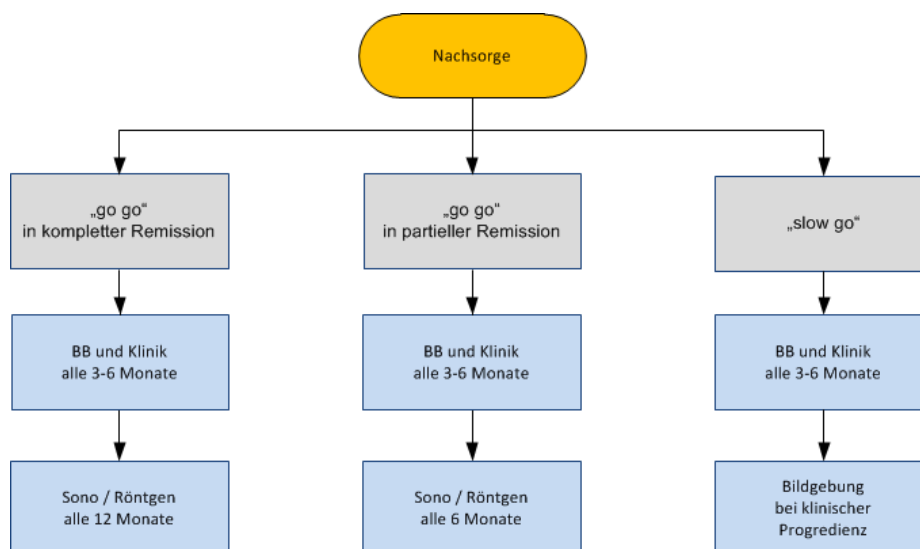 Nachsorge
„go go“
in kompletter Remission
„go go“
in partieller Remission
„slow go“
BB und Klinik
alle 3-6 Monate
BB und Klinik
alle 3-6 Monate
BB und Klinik
alle 3-6 Monate
Sono / Röntgen
alle 12 Monate
Sono / Röntgen
alle 6 Monate
Bildgebung
bei klinischer
Progredienz